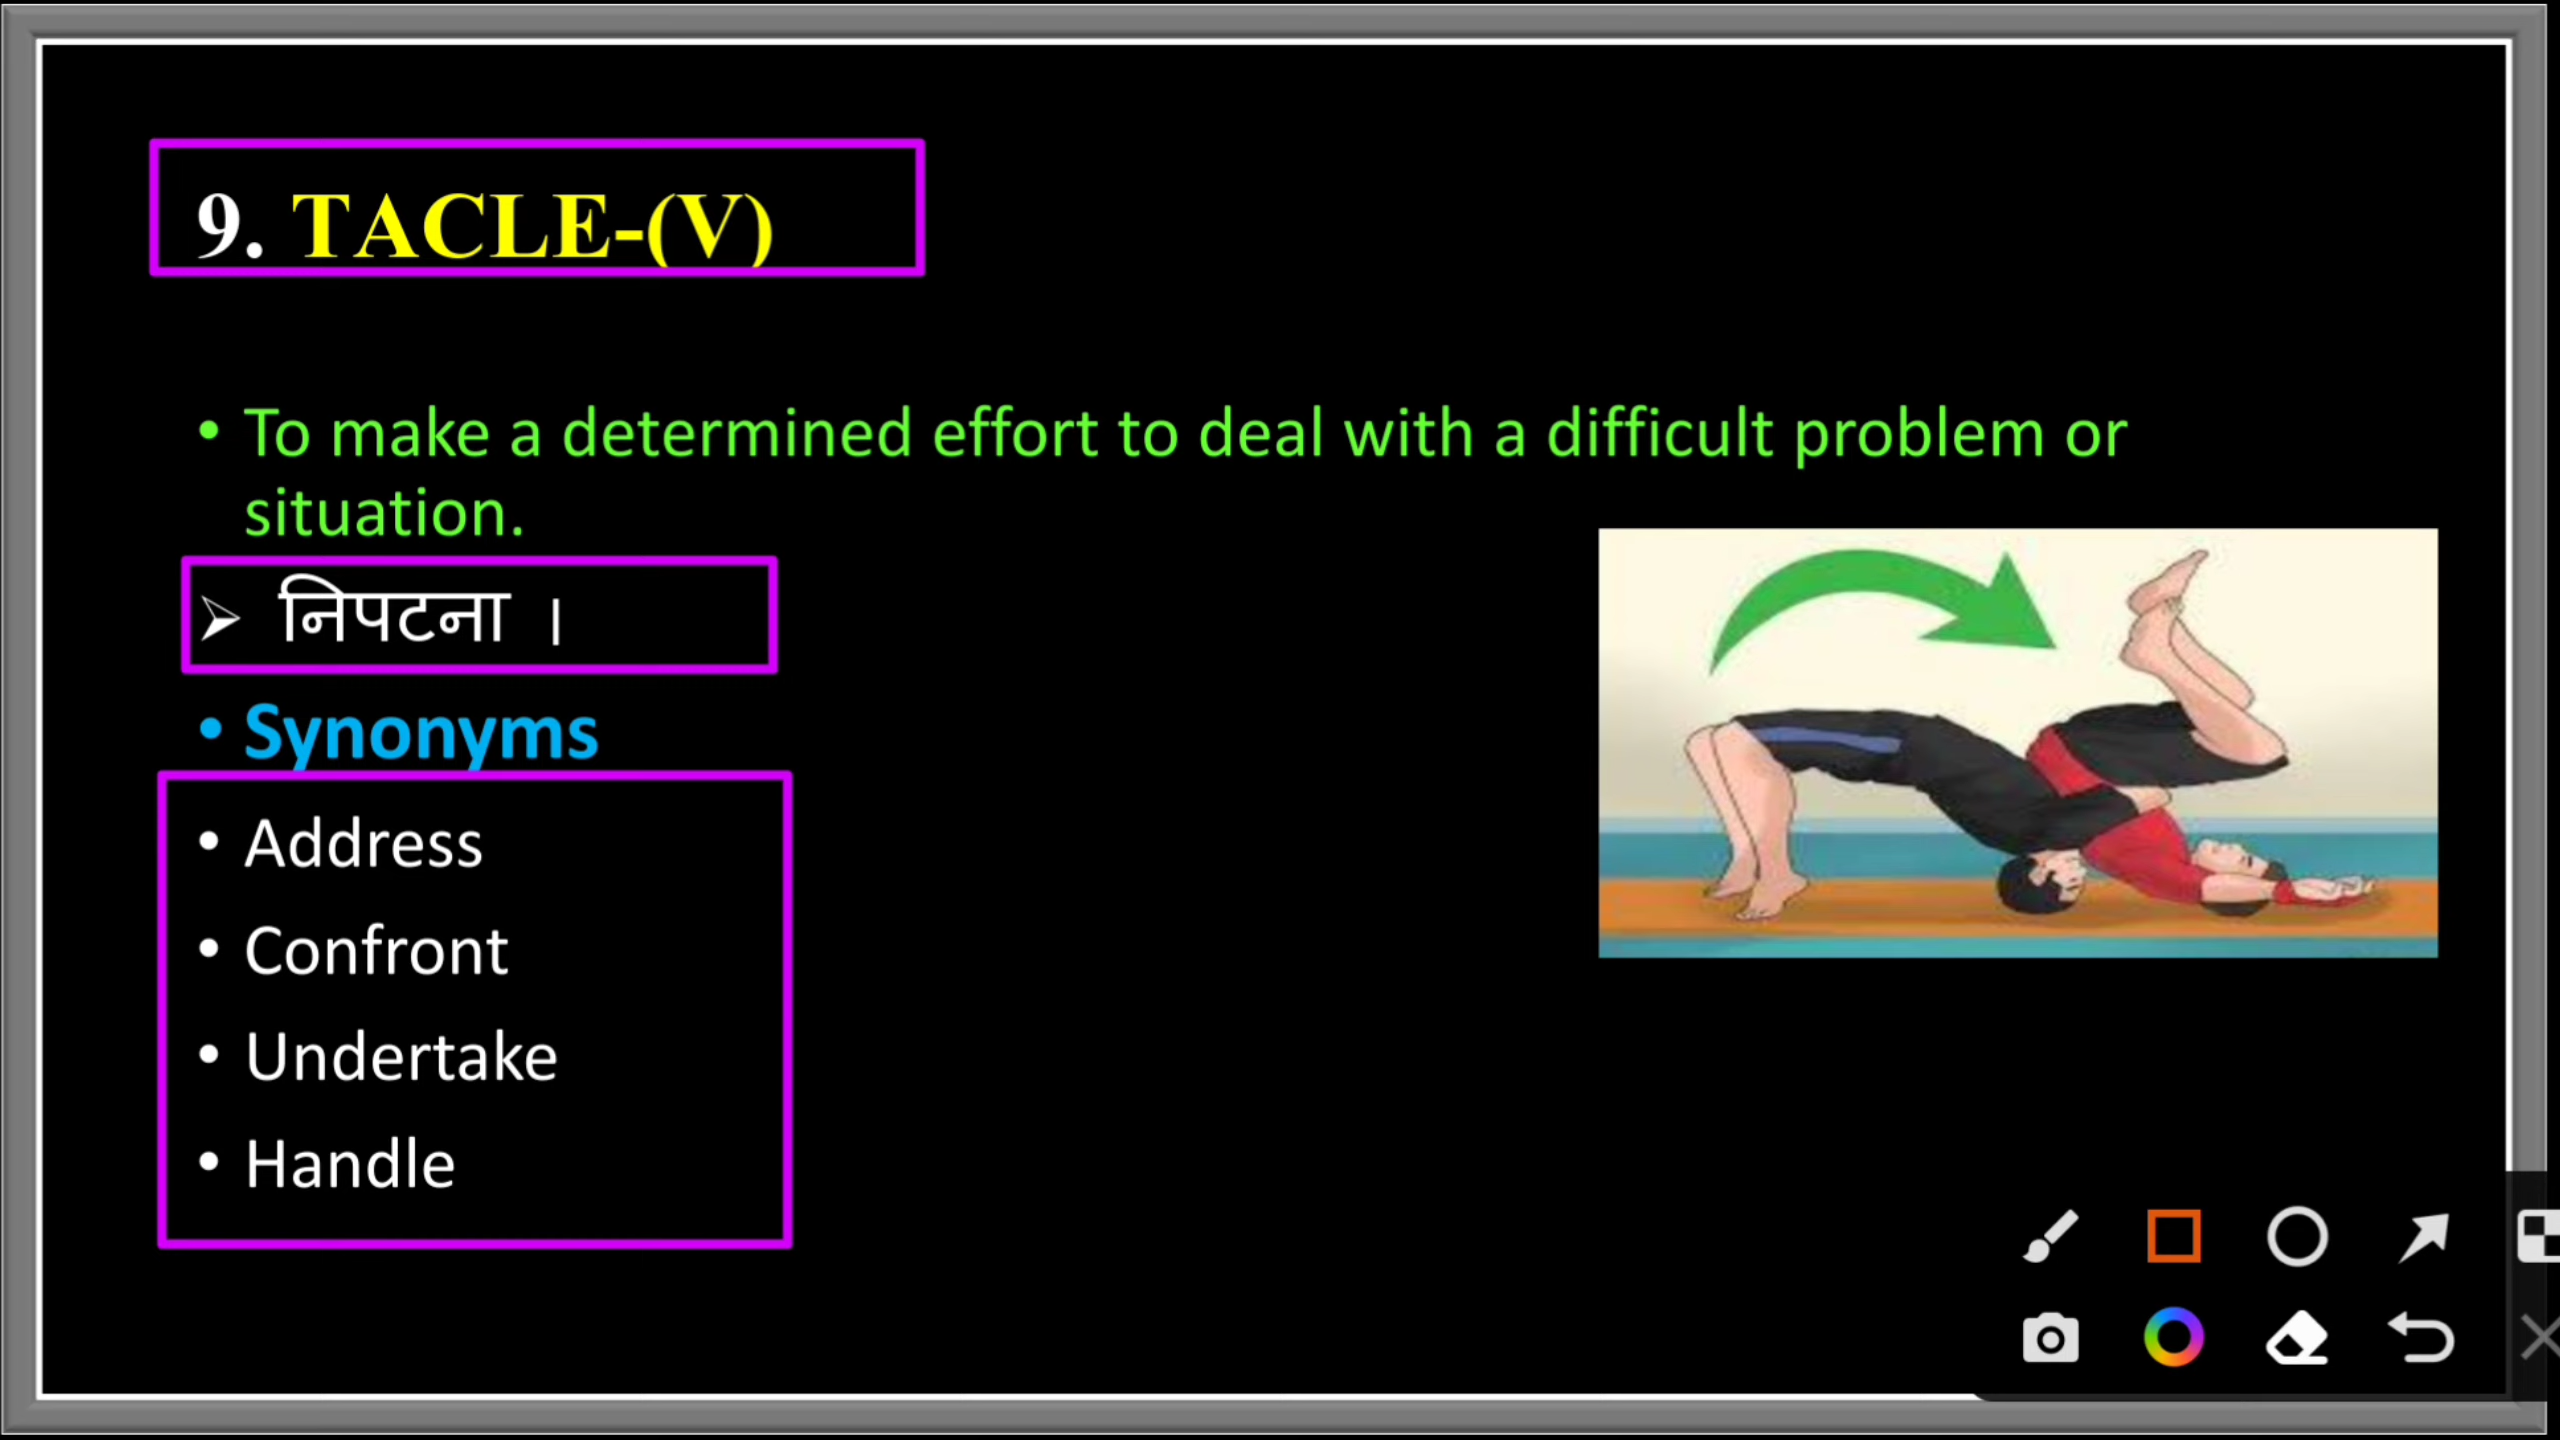 9. TACLE-(V)
• To make a determined effort to deal with a difficult problem or
situation.
➢ निपटना ।
• Synonyms
• Address
• Confront
• Undertake
• Handle